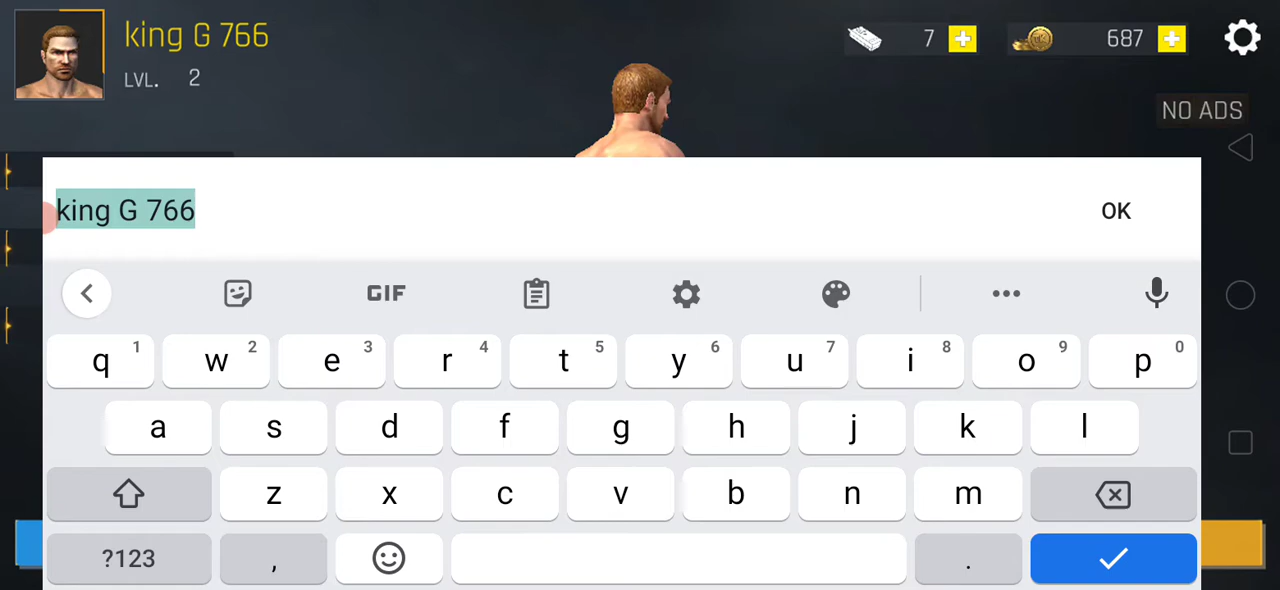 king G 766
LVL. 2
7
687
NO ADS
king G 766
OK
GIF
q 1 w 2 e 3 r 4 t 5 y 6 u 7 i 8 o 9 p 0
a s d f g h j k l
z x c v b n m
?123 , .